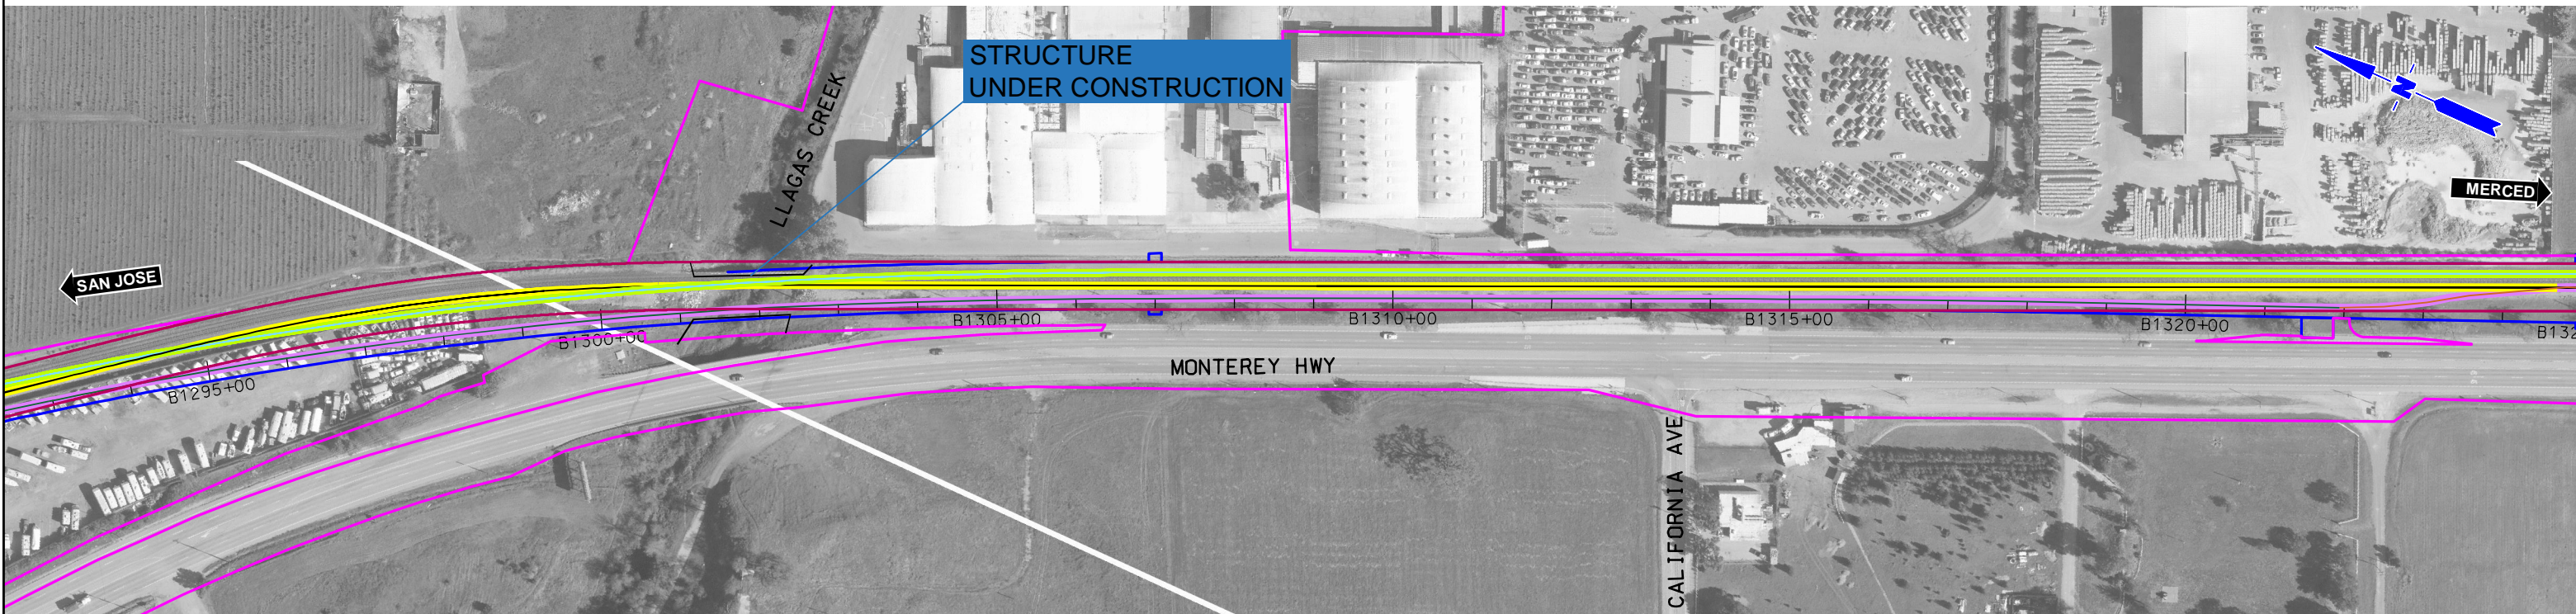 STRUCTURE
UNDER CONSTRUCTION
LLAGAS CREEK
N
MERCED
SAN JOSE
B1295+00
B1300+00
B1305+00
B1310+00
B1315+00
B1320+00
MONTEREY HWY
CALIFORNIA AVE